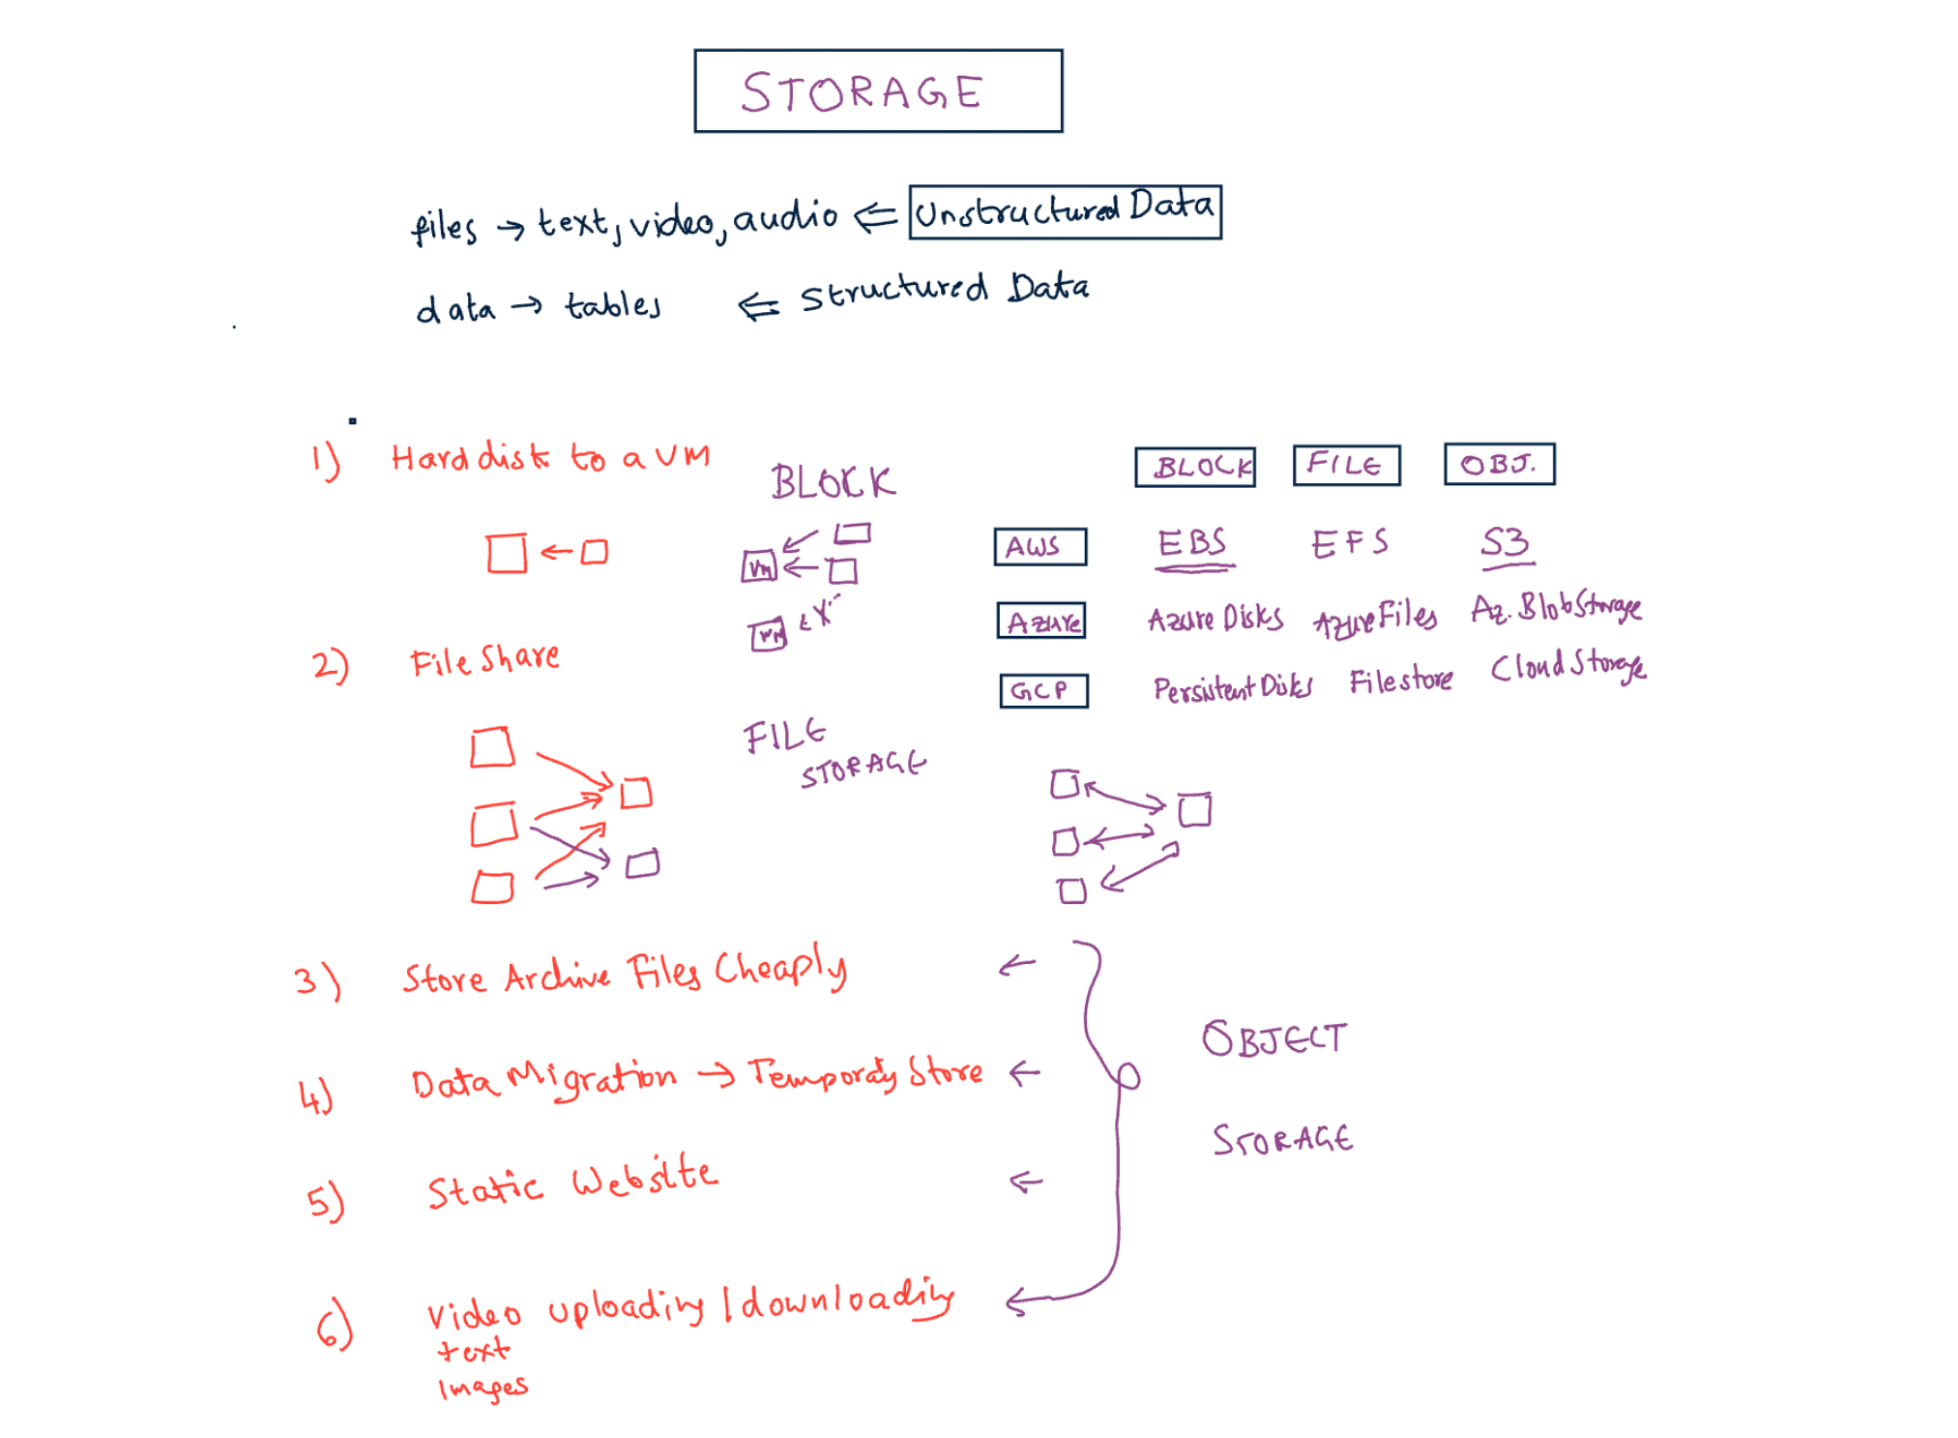 STORAGE
files → text, video, audio ⇐ Unstructured Data
data → tables ⇐ Structured Data
1) Hard disk to a VM
BLOCK
VM
VM
BLOCK FILE OBJ.
AWS EBS EFS S3
Azure Azure Disks Azure Files Az. Blob Storage
GCP Persistent Disks Filestore Cloud Storage
2) File Share
FILE
STORAGE
3) Store Archive Files Cheaply ←
4) Data Migration → Temporary Store ←
5) Static Website ←
6) Video uploading / downloading ←
text
Images
OBJECT
STORAGE